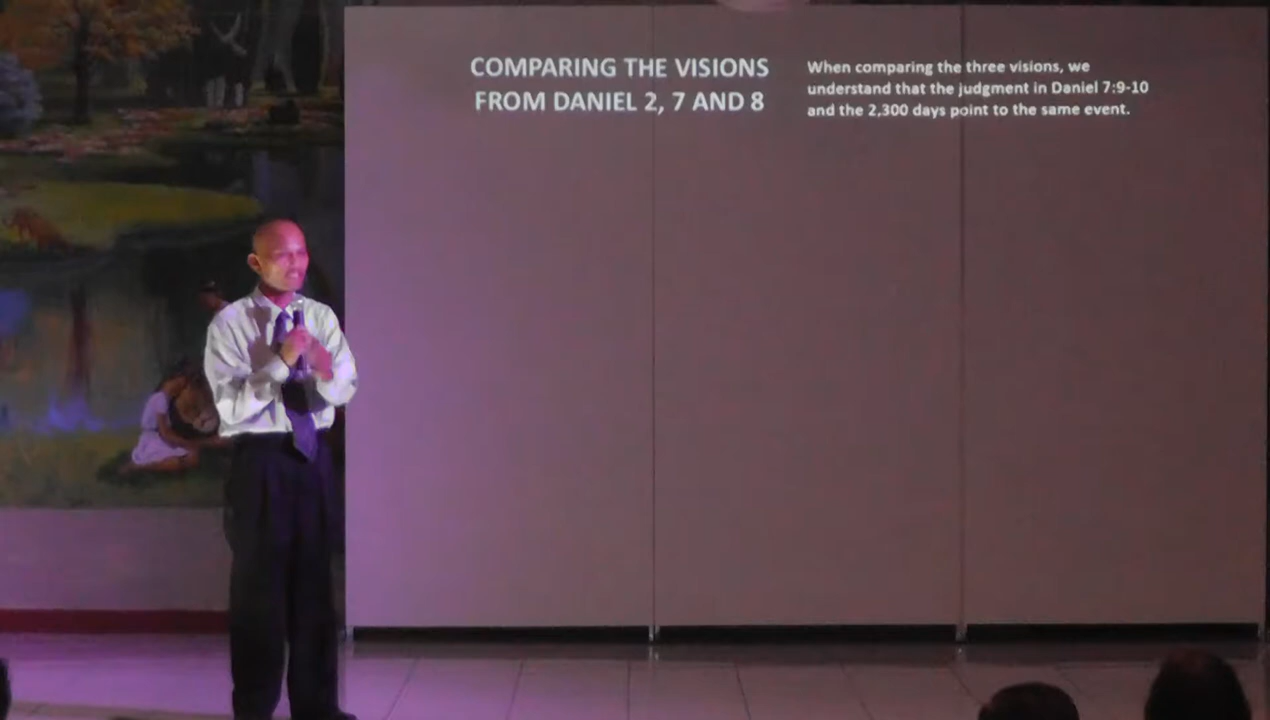 COMPARING THE VISIONS
FROM DANIEL 2, 7 AND 8
When comparing the three visions, we
understand that the judgment in Daniel 7:9-10
and the 2,300 days point to the same event.